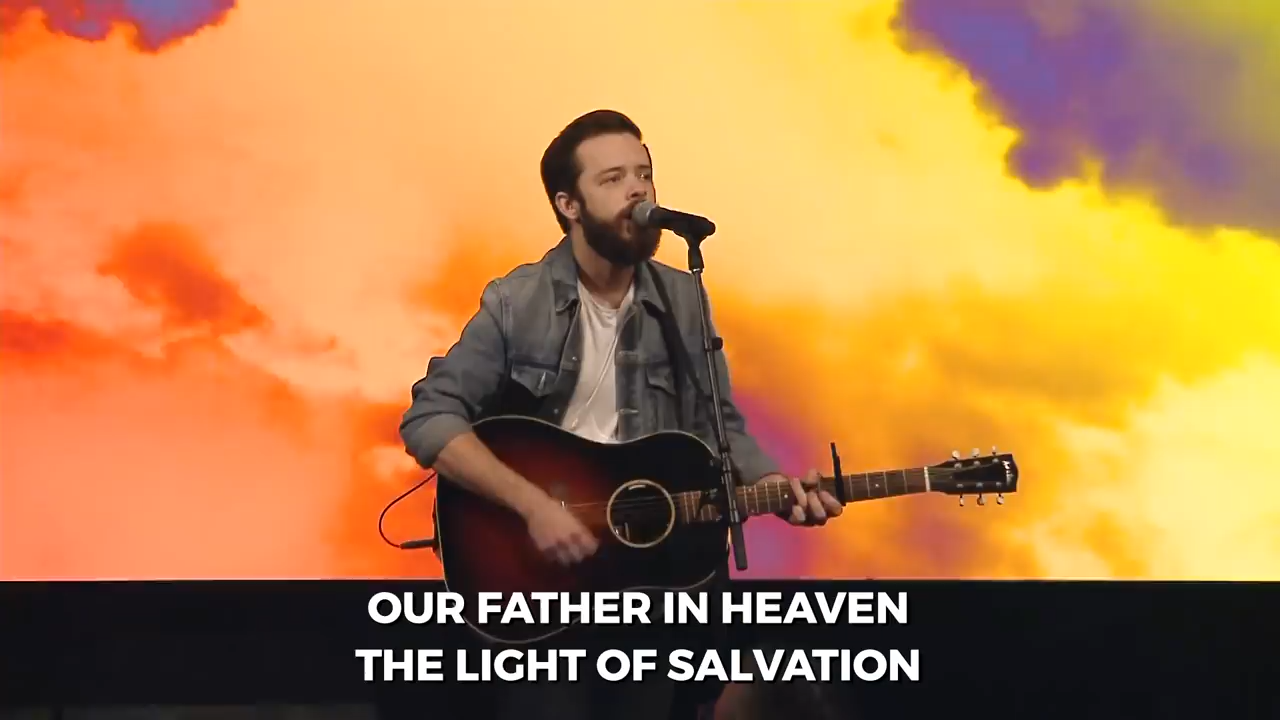 OUR FATHER IN HEAVEN
THE LIGHT OF SALVATION